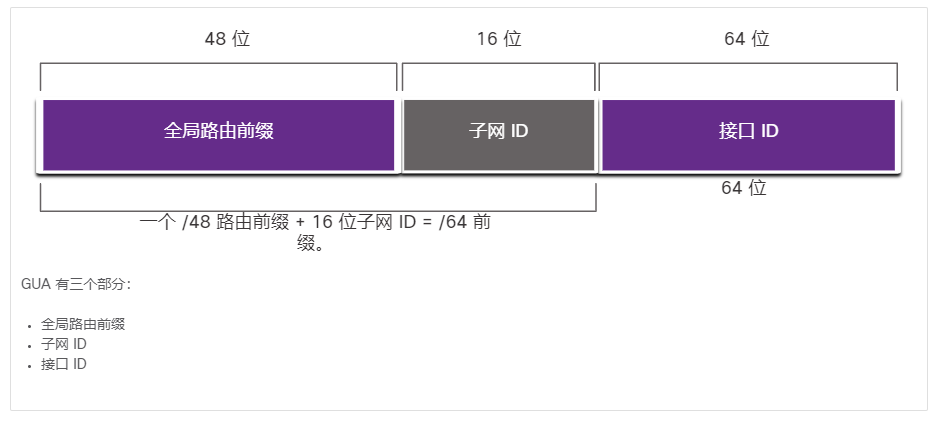 48 位
16 位
64 位
全局路由前缀
子网 ID
接口 ID
64 位
一个 /48 路由前缀 + 16 位子网 ID = /64 前
缀。
GUA 有三个部分：
• 全局路由前缀
• 子网 ID
• 接口 ID